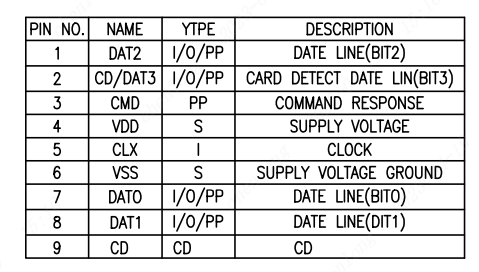 PIN NO. NAME YTPE DESCRIPTION
1 DAT2 I/O/PP DATE LINE(BIT2)
2 CD/DAT3 I/O/PP CARD DETECT DATE LIN(BIT3)
3 CMD PP COMMAND RESPONSE
4 VDD S SUPPLY VOLTAGE
5 CLX I CLOCK
6 VSS S SUPPLY VOLTAGE GROUND
7 DAT0 I/O/PP DATE LINE(BIT0)
8 DAT1 I/O/PP DATE LINE(DIT1)
9 CD CD CD